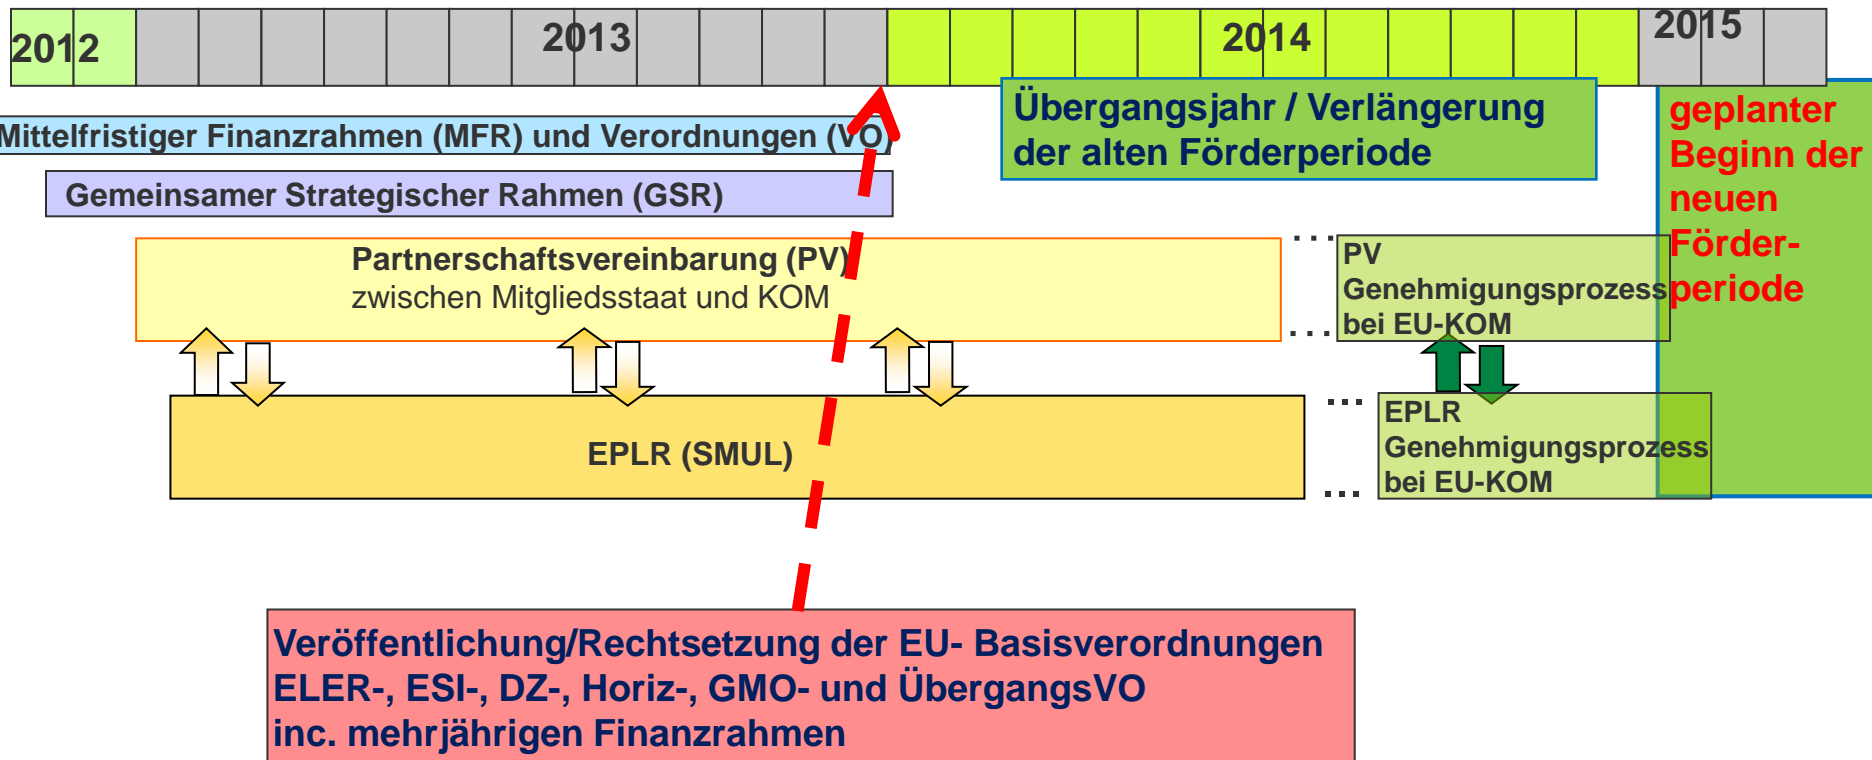 2012
2013
2014
2015
Mittelfristiger Finanzrahmen (MFR) und Verordnungen (VO)
Gemeinsamer Strategischer Rahmen (GSR)
Übergangsjahr / Verlängerung
der alten Förderperiode
geplanter
Beginn der
neuen
Förder-
periode
Partnerschaftsvereinbarung (PV)
zwischen Mitgliedsstaat und KOM
...
...
PV
Genehmigungsprozess
bei EU-KOM
EPLR (SMUL)
...
...
EPLR
Genehmigungsprozess
bei EU-KOM
Veröffentlichung/Rechtsetzung der EU- Basisverordnungen
ELER-, ESI-, DZ-, Horiz-, GMO- und ÜbergangsVO
inc. mehrjährigen Finanzrahmen